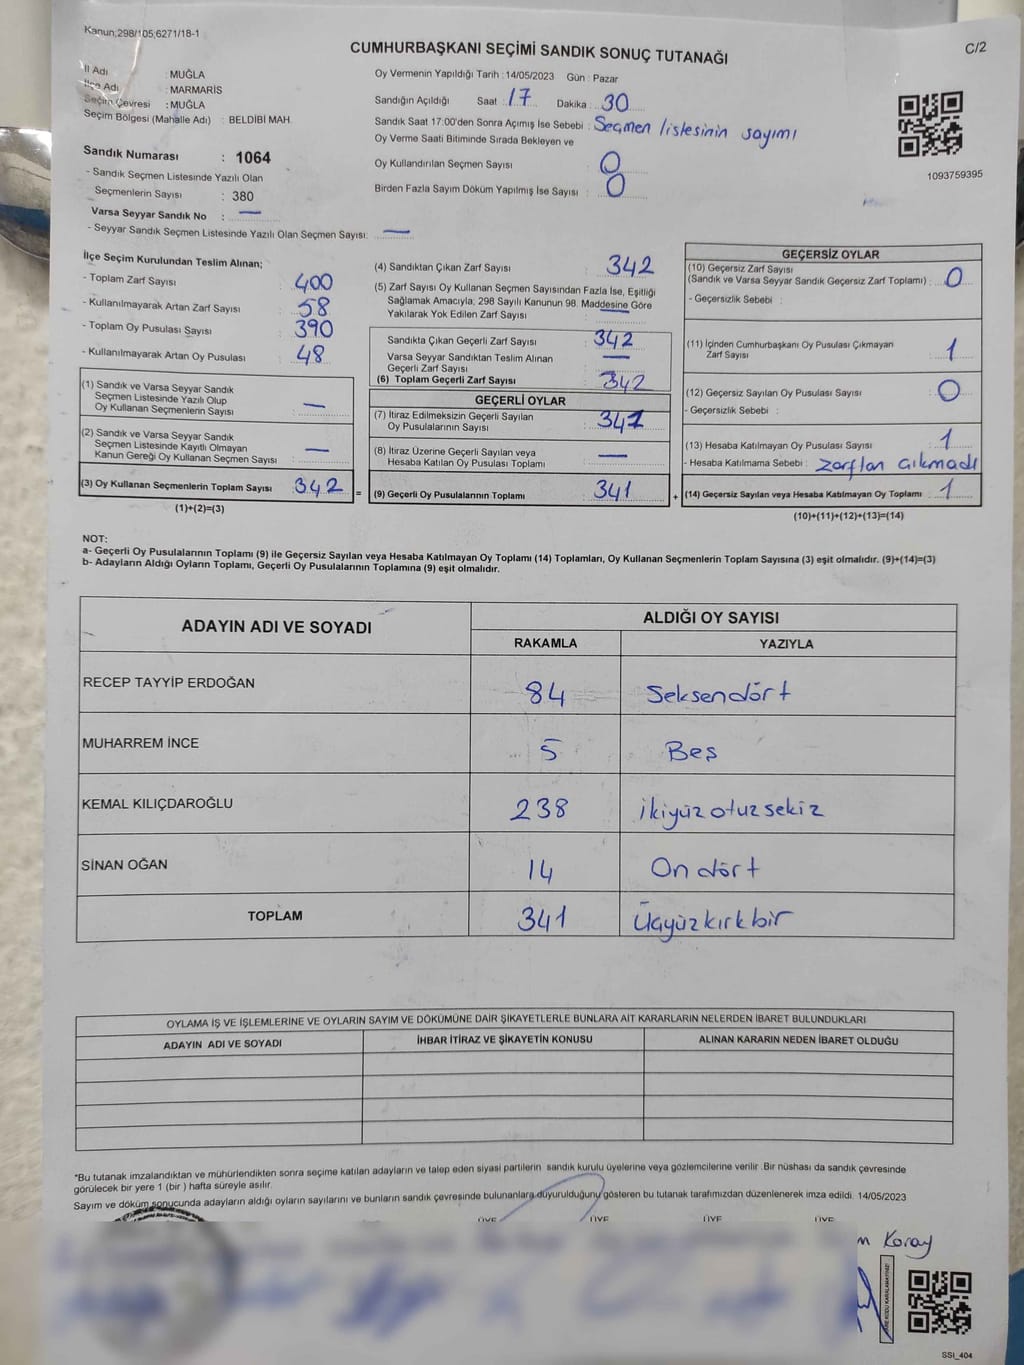 Kanun;298/105;6271/18-1
C/2
CUMHURBAŞKANI SEÇİMİ SANDIK SONUÇ TUTANAĞI
İl Adı : MUĞLA
İlçe Adı : MARMARİS
Seçim Çevresi : MUĞLA
Seçim Bölgesi (Mahalle Adı) : BELDİBİ MAH.
Sandık Numarası : 1064
- Sandık Seçmen Listesinde Yazılı Olan
Seçmenlerin Sayısı : 380
Varsa Seyyar Sandık No : —
- Seyyar Sandık Seçmen Listesinde Yazılı Olan Seçmen Sayısı: —
Oy Vermenin Yapıldığı Tarih : 14/05/2023 Gün : Pazar
Sandığın Açıldığı Saat : 17 Dakika : 30
Sandık Saat 17:00'den Sonra Açımış İse Sebebi : Seçmen listesinin sayımı
Oy Verme Saati Bitiminde Sırada Bekleyen ve
Oy Kullandırılan Seçmen Sayısı : 0
Birden Fazla Sayım Döküm Yapılmış İse Sayısı : 0
1093759395
İlçe Seçim Kurulundan Teslim Alınan;
- Toplam Zarf Sayısı : 400
- Kullanılmayarak Artan Zarf Sayısı : 58
- Toplam Oy Pusulası Sayısı : 390
- Kullanılmayarak Artan Oy Pusulası : 48
(1) Sandık ve Varsa Seyyar Sandık
Seçmen Listesinde Yazılı Olup
Oy Kullanan Seçmenlerin Sayısı : —
(2) Sandık ve Varsa Seyyar Sandık
Seçmen Listesinde Kayıtlı Olmayan
Kanun Gereği Oy Kullanan Seçmen Sayısı : —
(3) Oy Kullanan Seçmenlerin Toplam Sayısı : 342 =
(1)+(2)=(3)
(4) Sandıktan Çıkan Zarf Sayısı : 342
(5) Zarf Sayısı Oy Kullanan Seçmen Sayısından Fazla İse, Eşitliği
Sağlamak Amacıyla, 298 Sayılı Kanunun 98. Maddesine Göre
Yakılarak Yok Edilen Zarf Sayısı : —
Sandıkta Çıkan Geçerli Zarf Sayısı : 342
Varsa Seyyar Sandıktan Teslim Alınan
Geçerli Zarf Sayısı : —
(6) Toplam Geçerli Zarf Sayısı : 342
GEÇERLİ OYLAR
(7) İtiraz Edilmeksizin Geçerli Sayılan
Oy Pusulalarının Sayısı : 341
(8) İtiraz Üzerine Geçerli Sayılan veya
Hesaba Katılan Oy Pusulası Toplamı : —
(9) Geçerli Oy Pusulalarının Toplamı : 341 +
GEÇERSİZ OYLAR
(10) Geçersiz Zarf Sayısı
(Sandık ve Varsa Seyyar Sandık Geçersiz Zarf Toplamı) : 0
- Geçersizlik Sebebi :
(11) İçinden Cumhurbaşkanı Oy Pusulası Çıkmayan
Zarf Sayısı : 1
(12) Geçersiz Sayılan Oy Pusulası Sayısı : 0
- Geçersizlik Sebebi :
(13) Hesaba Katılmayan Oy Pusulası Sayısı : 1
- Hesaba Katılmama Sebebi : zarftan çıkmadı
(14) Geçersiz Sayılan veya Hesaba Katılmayan Oy Toplamı : 1
(10)+(11)+(12)+(13)=(14)
NOT:
a- Geçerli Oy Pusulalarının Toplamı (9) ile Geçersiz Sayılan veya Hesaba Katılmayan Oy Toplamı (14) Toplamları, Oy Kullanan Seçmenlerin Toplam Sayısına (3) eşit olmalıdır. (9)+(14)=(3)
b- Adayların Aldığı Oyların Toplamı, Geçerli Oy Pusulalarının Toplamına (9) eşit olmalıdır.
ADAYIN ADI VE SOYADI
ALDIĞI OY SAYISI
RAKAMLA YAZIYLA
RECEP TAYYİP ERDOĞAN 84 Seksendört
MUHARREM İNCE 5 Beş
KEMAL KILIÇDAROĞLU 238 ikiyüzotuzsekiz
SİNAN OĞAN 14 On dört
TOPLAM 341 Üçyüzkırkbir
OYLAMA İŞ VE İŞLEMLERİNE VE OYLARIN SAYIM VE DÖKÜMÜNE DAİR ŞİKAYETLERLE BUNLARA AİT KARARLARIN NELERDEN İBARET BULUNDUKLARI
ADAYIN ADI VE SOYADI İHBAR İTİRAZ VE ŞİKAYETİN KONUSU ALINAN KARARIN NEDEN İBARET OLDUĞU
*Bu tutanak imzalandıktan ve mühürlendikten sonra seçime katılan adayların ve talep eden siyasi partilerin sandık kurulu üyelerine veya gözlemcilerine verilir. Bir nüshası da sandık çevresinde
görülecek bir yere 1 (bir ) hafta süreyle asılır.
Sayım ve döküm sonucunda adayların aldığı oyların sayılarını ve bunların sandık çevresinde bulunanlara duyurulduğunu gösteren bu tutanak tarafımızdan düzenlenerek imza edildi. 14/05/2023
ÜYE ÜYE ÜYE ÜYE
Koray
SSI_404